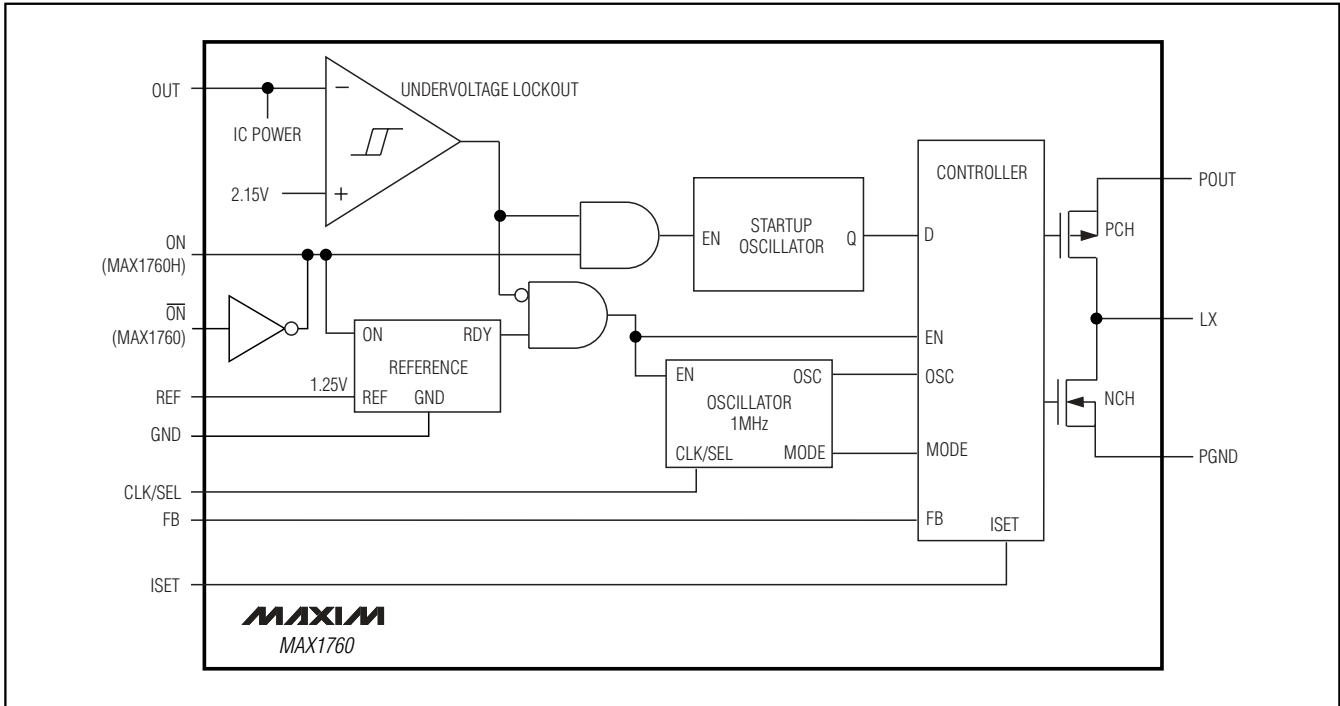 OUT
IC POWER
−
UNDERVOLTAGE LOCKOUT
2.15V
+
ON
(MAX1760H)
O̅N̅
(MAX1760)
REF
GND
CLK/SEL
FB
ISET
ON
RDY
REFERENCE
1.25V
REF
GND
EN
STARTUP
OSCILLATOR
Q
EN
OSC
OSCILLATOR
1MHz
CLK/SEL
MODE
CONTROLLER
D
EN
OSC
MODE
FB
ISET
PCH
NCH
POUT
LX
PGND
MAXIM
MAX1760